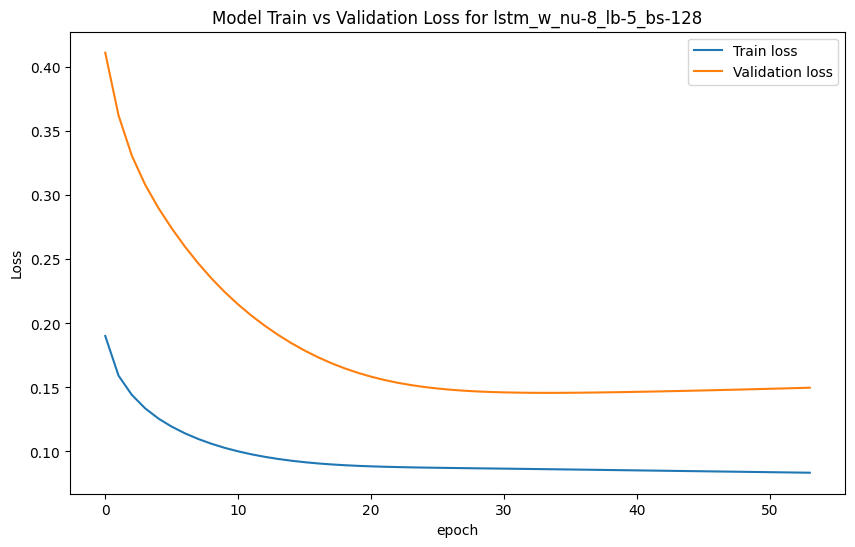 Model Train vs Validation Loss for lstm_w_nu-8_lb-5_bs-128
Train loss
Validation loss
0.40
0.35
0.30
0.25
0.20
0.15
0.10
Loss
0 10 20 30 40 50
epoch